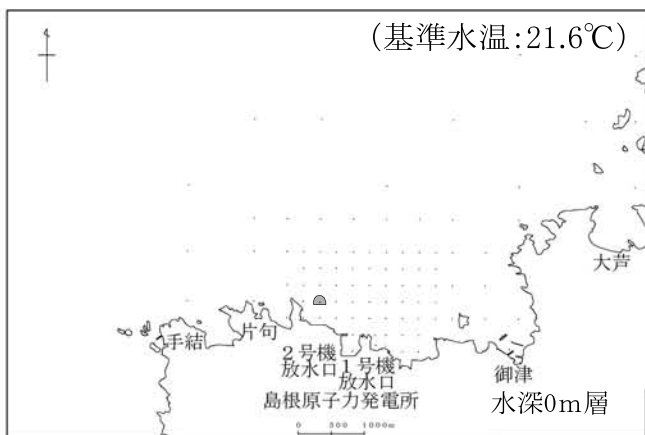 （基準水温：21.6℃）
大芦
手結
片句
2号機
放水口
1号機
放水口
御津
島根原子力発電所
水深0m層
0 500 1000m